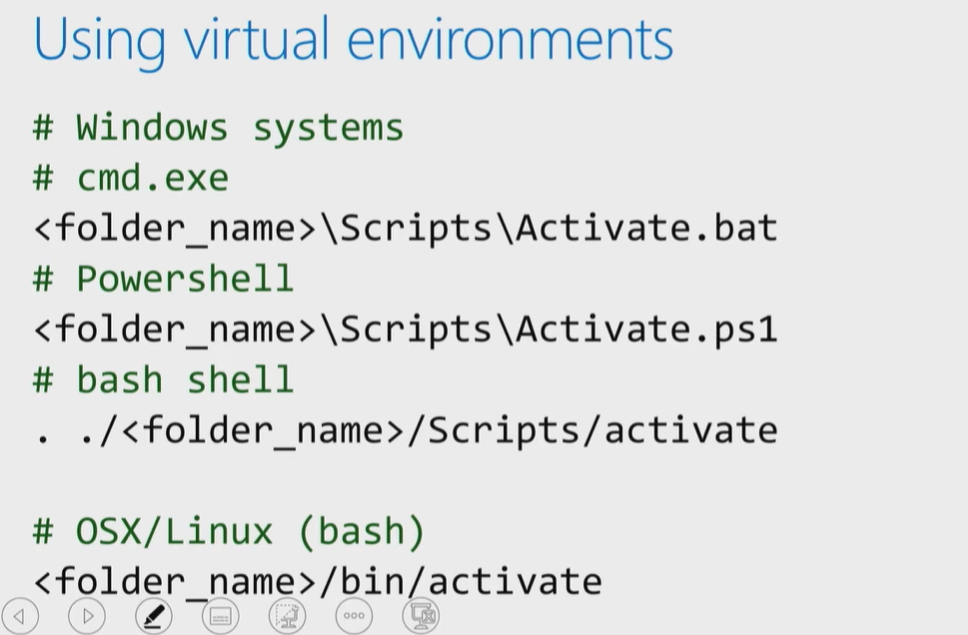 Using virtual environments
# Windows systems
# cmd.exe
<folder_name>\Scripts\Activate.bat
# Powershell
<folder_name>\Scripts\Activate.ps1
# bash shell
. ./<folder_name>/Scripts/activate
# OSX/Linux (bash)
<folder_name>/bin/activate